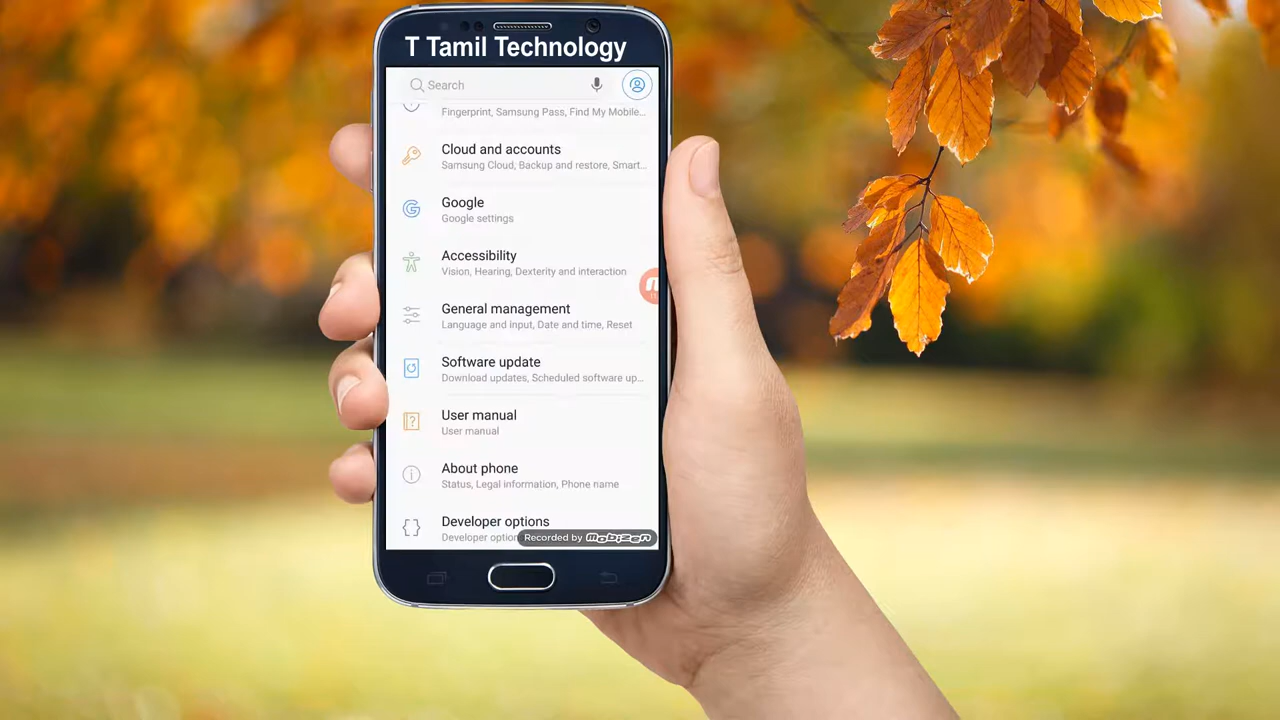 T Tamil Technology
Search
Fingerprint, Samsung Pass, Find My Mobile...
Cloud and accounts
Samsung Cloud, Backup and restore, Smart...
Google
Google settings
Accessibility
Vision, Hearing, Dexterity and interaction
General management
Language and input, Date and time, Reset
Software update
Download updates, Scheduled software up...
User manual
User manual
About phone
Status, Legal information, Phone name
Developer options
Developer option
Recorded by mobizen